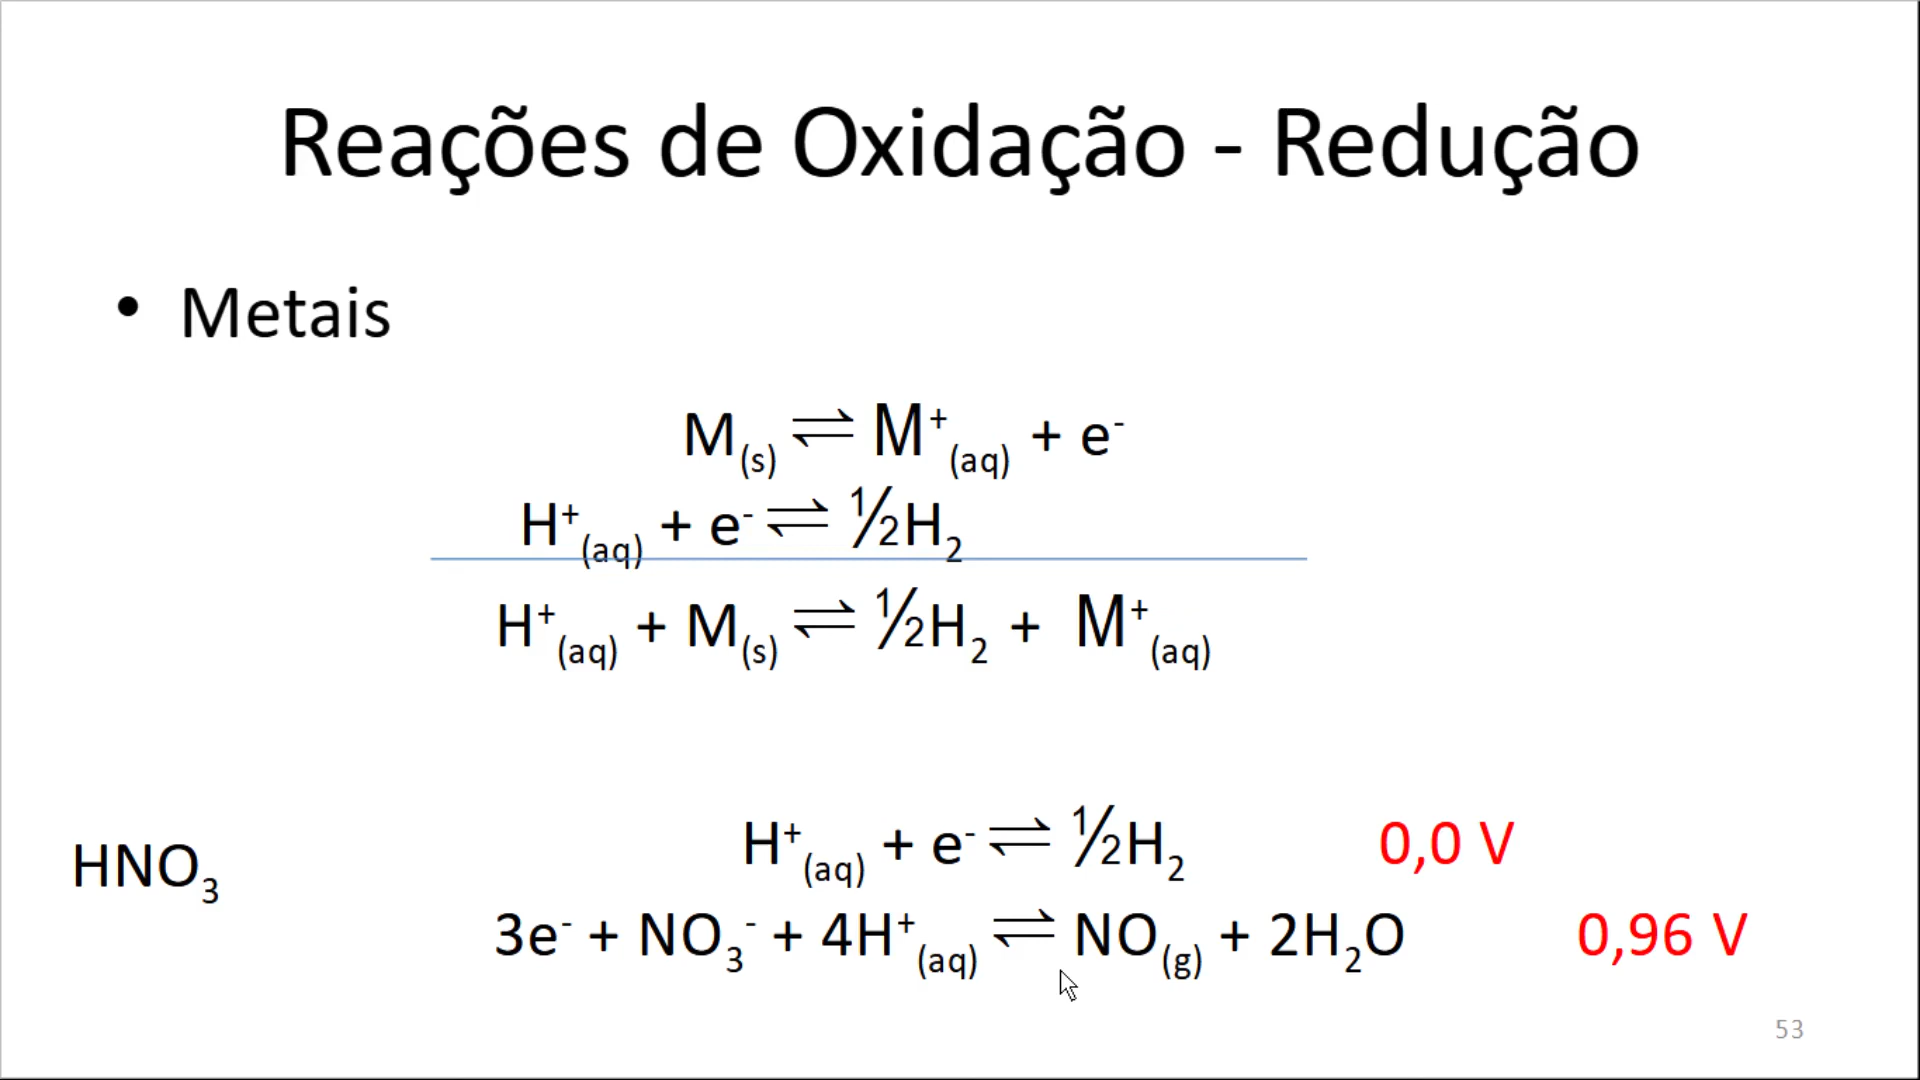 Reações de Oxidação - Redução
• Metais
M(s) ⇌ M⁺(aq) + e⁻
H⁺(aq) + e⁻ ⇌ ½H₂
H⁺(aq) + M(s) ⇌ ½H₂ + M⁺(aq)
HNO₃
H⁺(aq) + e⁻ ⇌ ½H₂ 0,0 V
3e⁻ + NO₃⁻ + 4H⁺(aq) ⇌ NO(g) + 2H₂O 0,96 V
53